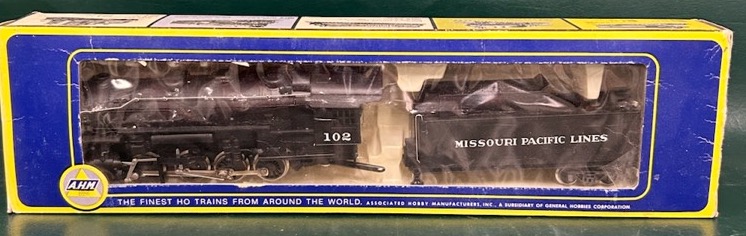 102
MISSOURI PACIFIC LINES
A.H.M.
THE FINEST HO TRAINS FROM AROUND THE WORLD. ASSOCIATED HOBBY MANUFACTURERS, INC., A SUBSIDIARY OF GENERAL HOBBIES CORPORATION